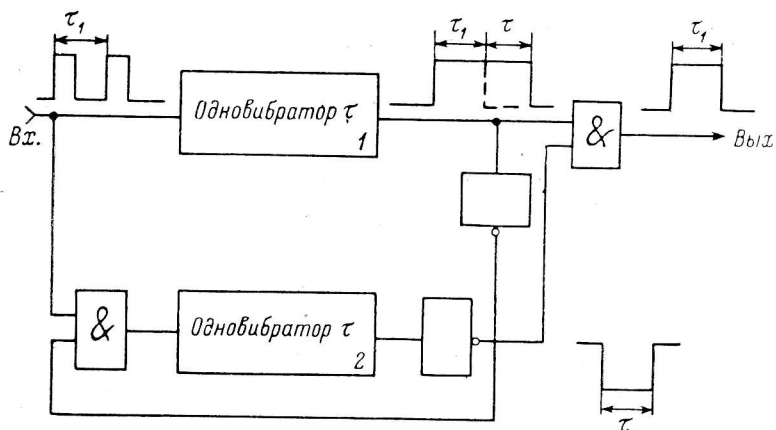 τ₁
τ₁ τ
τ₁
Вх.
Одновибратор τ
1
&
Вых
&
Одновибратор τ
2
τ